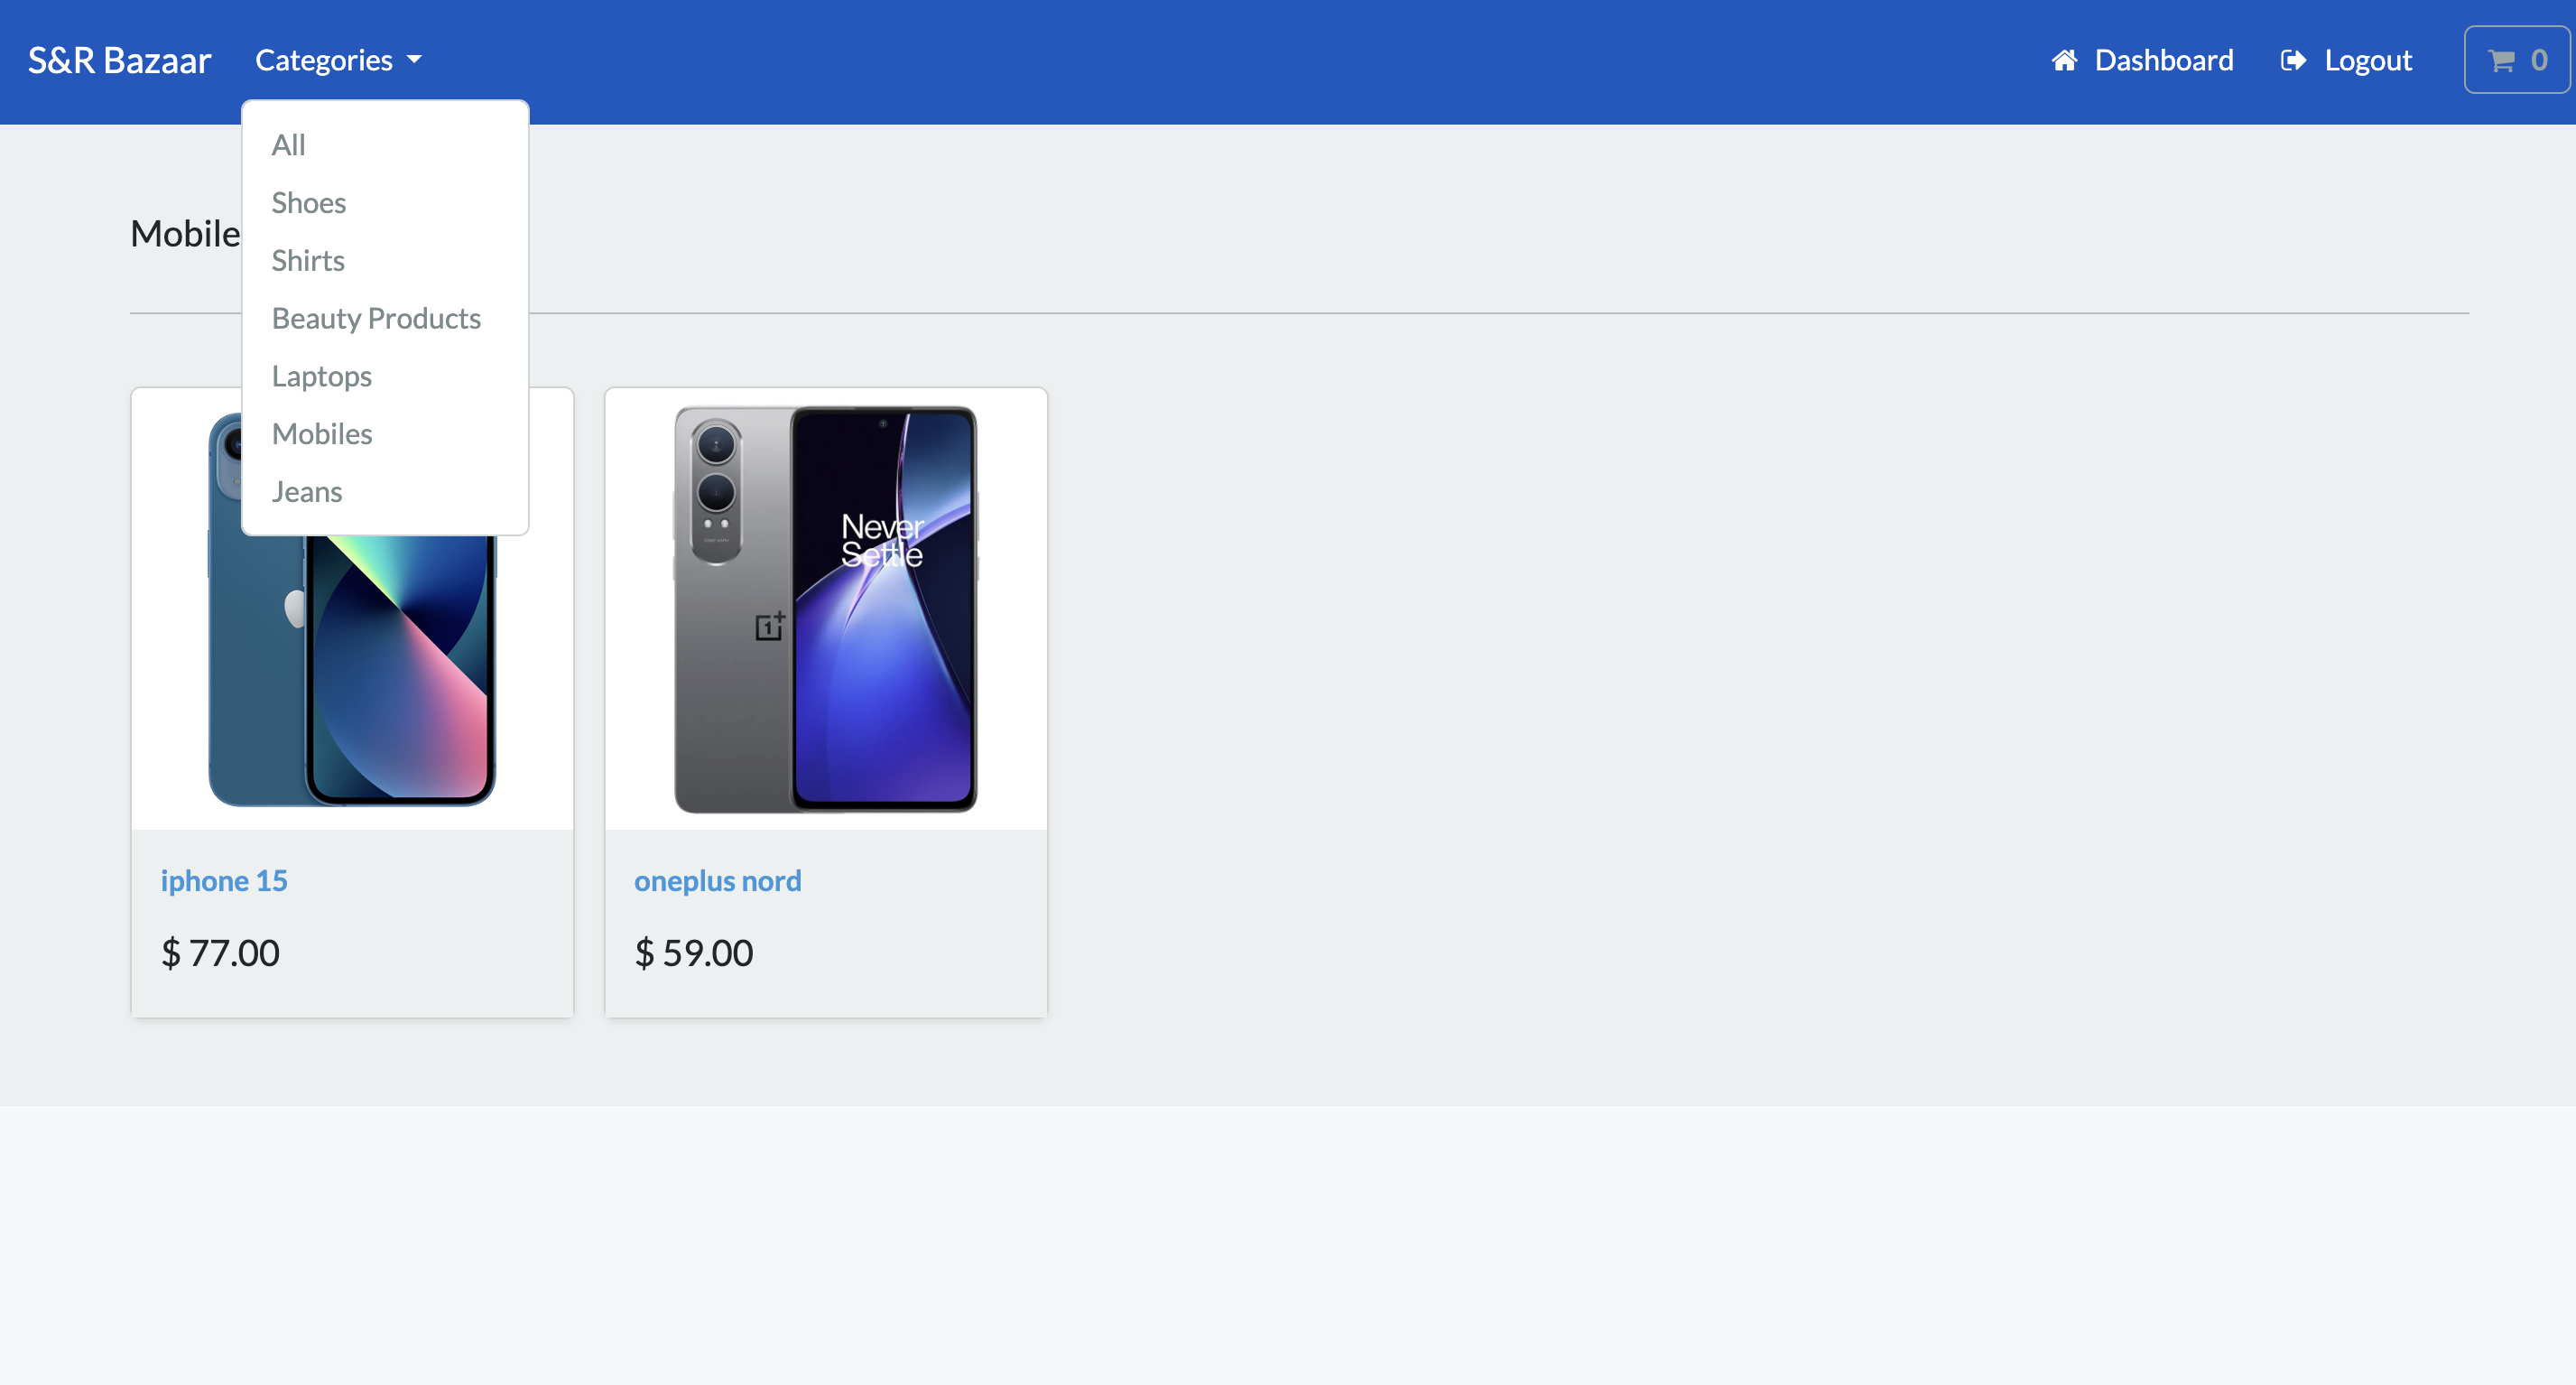 S&R Bazaar
Categories
Dashboard
Logout
0
All
Shoes
Shirts
Beauty Products
Laptops
Mobiles
Jeans
Mobile
Never
Settle
1+
iphone 15
oneplus nord
$ 77.00
$ 59.00